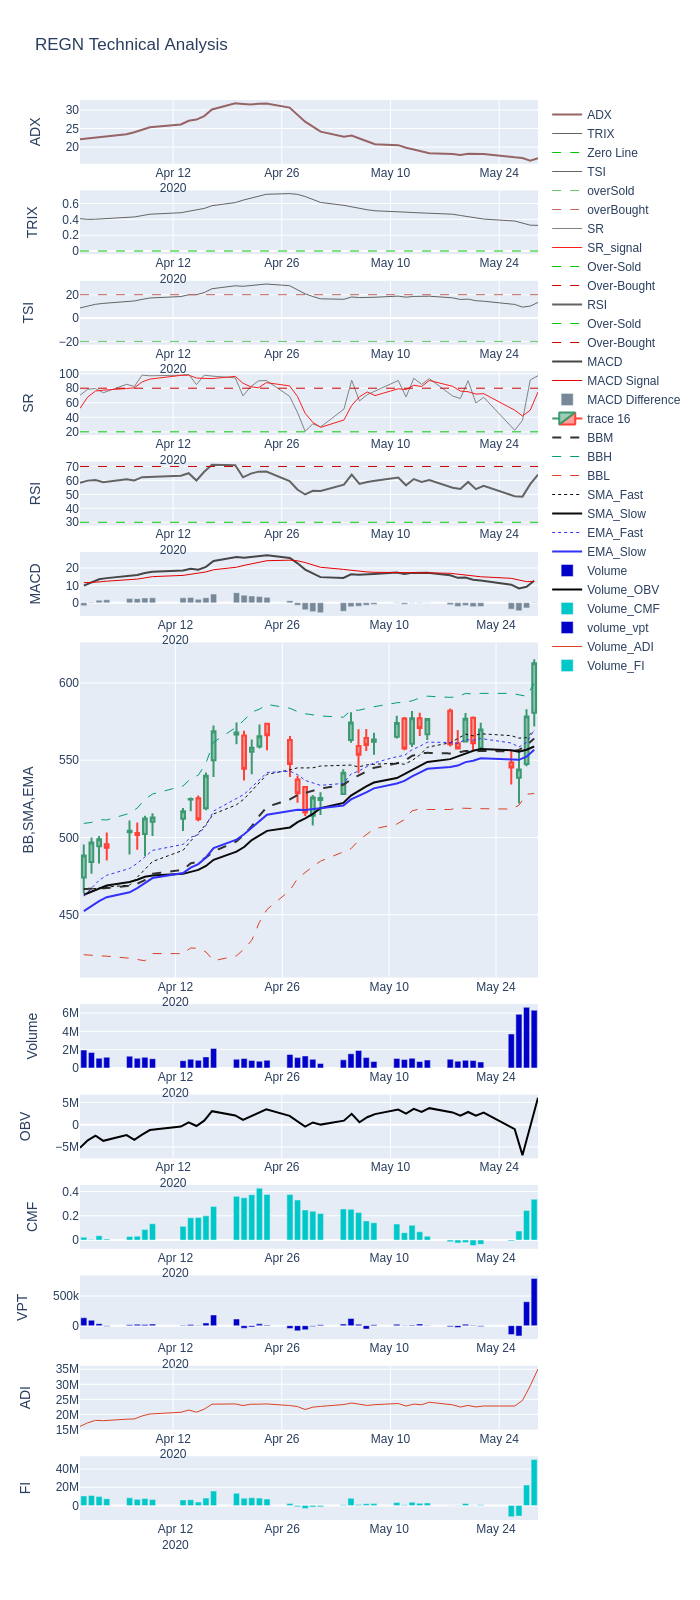 REGN Technical Analysis
ADX
30
25
20
Apr 12
2020
Apr 26
May 10
May 24
TRIX
0.6
0.4
0.2
0
Apr 12
2020
Apr 26
May 10
May 24
TSI
20
0
−20
Apr 12
2020
Apr 26
May 10
May 24
SR
100
80
60
40
20
Apr 12
2020
Apr 26
May 10
May 24
RSI
70
60
50
40
30
Apr 12
2020
Apr 26
May 10
May 24
MACD
20
10
0
Apr 12
2020
Apr 26
May 10
May 24
BB,SMA,EMA
600
550
500
450
Apr 12
2020
Apr 26
May 10
May 24
Volume
6M
4M
2M
0
Apr 12
2020
Apr 26
May 10
May 24
OBV
5M
0
−5M
Apr 12
2020
Apr 26
May 10
May 24
CMF
0.4
0.2
0
Apr 12
2020
Apr 26
May 10
May 24
VPT
500k
0
Apr 12
2020
Apr 26
May 10
May 24
ADI
35M
30M
25M
20M
15M
Apr 12
2020
Apr 26
May 10
May 24
FI
40M
20M
0
Apr 12
2020
Apr 26
May 10
May 24
ADX
TRIX
Zero Line
TSI
overSold
overBought
SR
SR_signal
Over-Sold
Over-Bought
RSI
Over-Sold
Over-Bought
MACD
MACD Signal
MACD Difference
trace 16
BBM
BBH
BBL
SMA_Fast
SMA_Slow
EMA_Fast
EMA_Slow
Volume
Volume_OBV
Volume_CMF
volume_vpt
Volume_ADI
Volume_FI